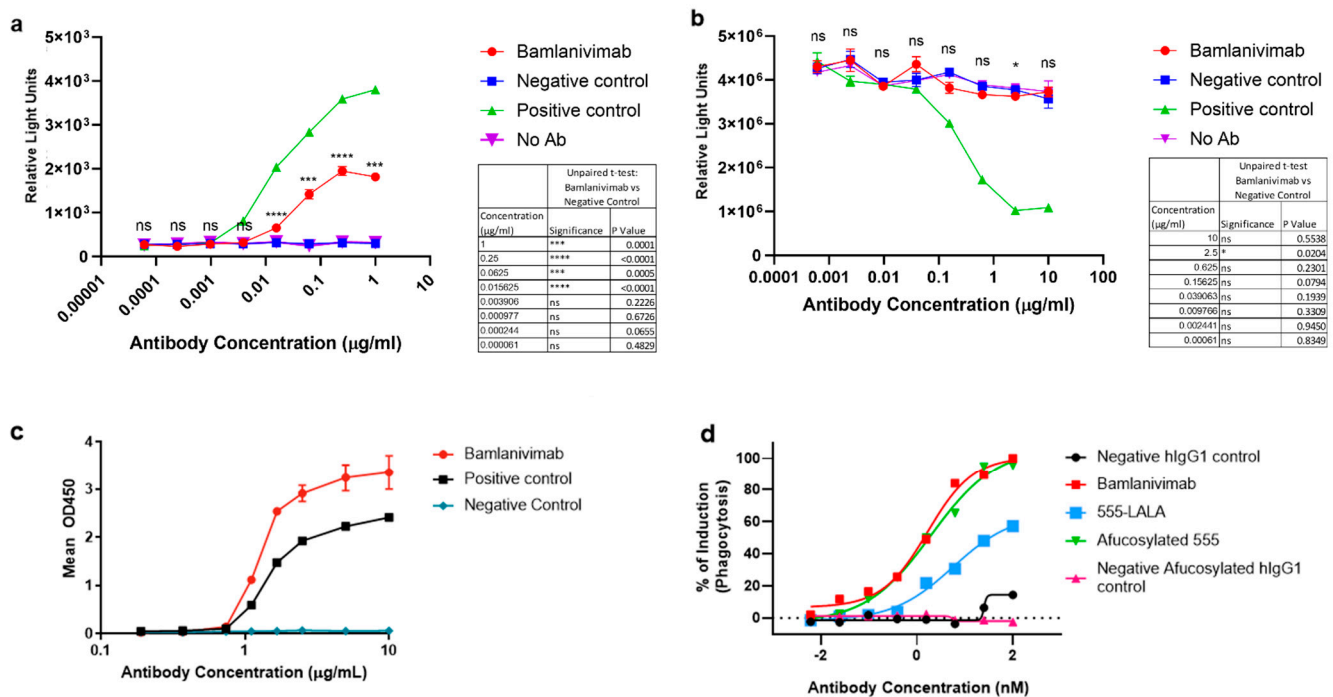 a
Relative Light Units
5×10³
4×10³
3×10³
2×10³
1×10³
0
ns ns ns ns **** *** **** ***
0.00001 0.0001 0.001 0.01 0.1 1 10
Antibody Concentration (μg/ml)
Bamlanivimab
Negative control
Positive control
No Ab
Unpaired t-test:
Bamlanivimab vs
Negative Control
Concentration
(μg/ml) Significance P Value
1 *** 0.0001
0.25 **** <0.0001
0.0625 *** 0.0005
0.015625 **** <0.0001
0.003906 ns 0.2226
0.000977 ns 0.6726
0.000244 ns 0.0655
0.000061 ns 0.4829
b
Relative Light Units
5×10⁶
4×10⁶
3×10⁶
2×10⁶
1×10⁶
0
ns ns ns ns ns ns * ns
0.0001 0.001 0.01 0.1 1 10 100
Antibody Concentration (μg/ml)
Bamlanivimab
Negative control
Positive control
No Ab
Unpaired t-test
Bamlanivimab vs
Negative Control
Concentration
(μg/ml) Significance P Value
10 ns 0.5538
2.5 * 0.0204
0.625 ns 0.2301
0.15625 ns 0.0794
0.039063 ns 0.1939
0.009766 ns 0.3309
0.002441 ns 0.9450
0.00061 ns 0.8349
c
Mean OD450
4
3
2
1
0
0.1 1 10
Antibody Concentration (μg/mL)
Bamlanivimab
Positive control
Negative Control
d
% of Induction
(Phagocytosis)
100
80
60
40
20
0
-2 0 2
Antibody Concentration (nM)
Negative hIgG1 control
Bamlanivimab
555-LALA
Afucosylated 555
Negative Afucosylated hIgG1
control